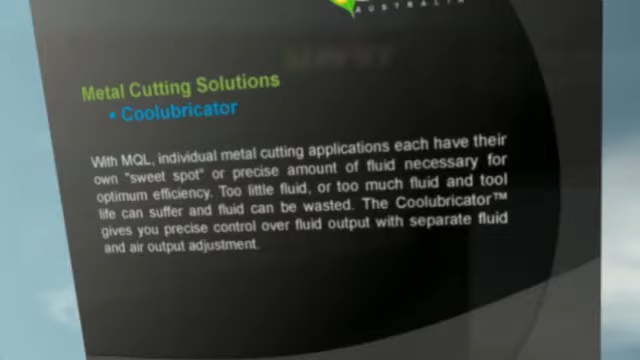 AUSTRALIA
Metal Cutting Solutions
• Coolubricator
With MQL, individual metal cutting applications each have their
own "sweet spot" or precise amount of fluid necessary for
optimum efficiency. Too little fluid, or too much fluid and tool
life can suffer and fluid can be wasted. The Coolubricator™
gives you precise control over fluid output with separate fluid
and air output adjustment.